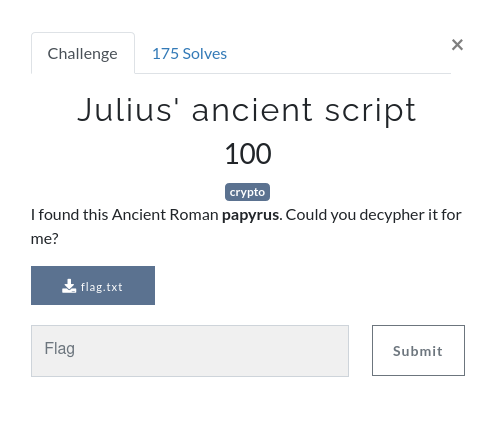 Challenge
175 Solves
×
Julius' ancient script
100
crypto
I found this Ancient Roman papyrus. Could you decypher it for
me?
flag.txt
Flag
Submit